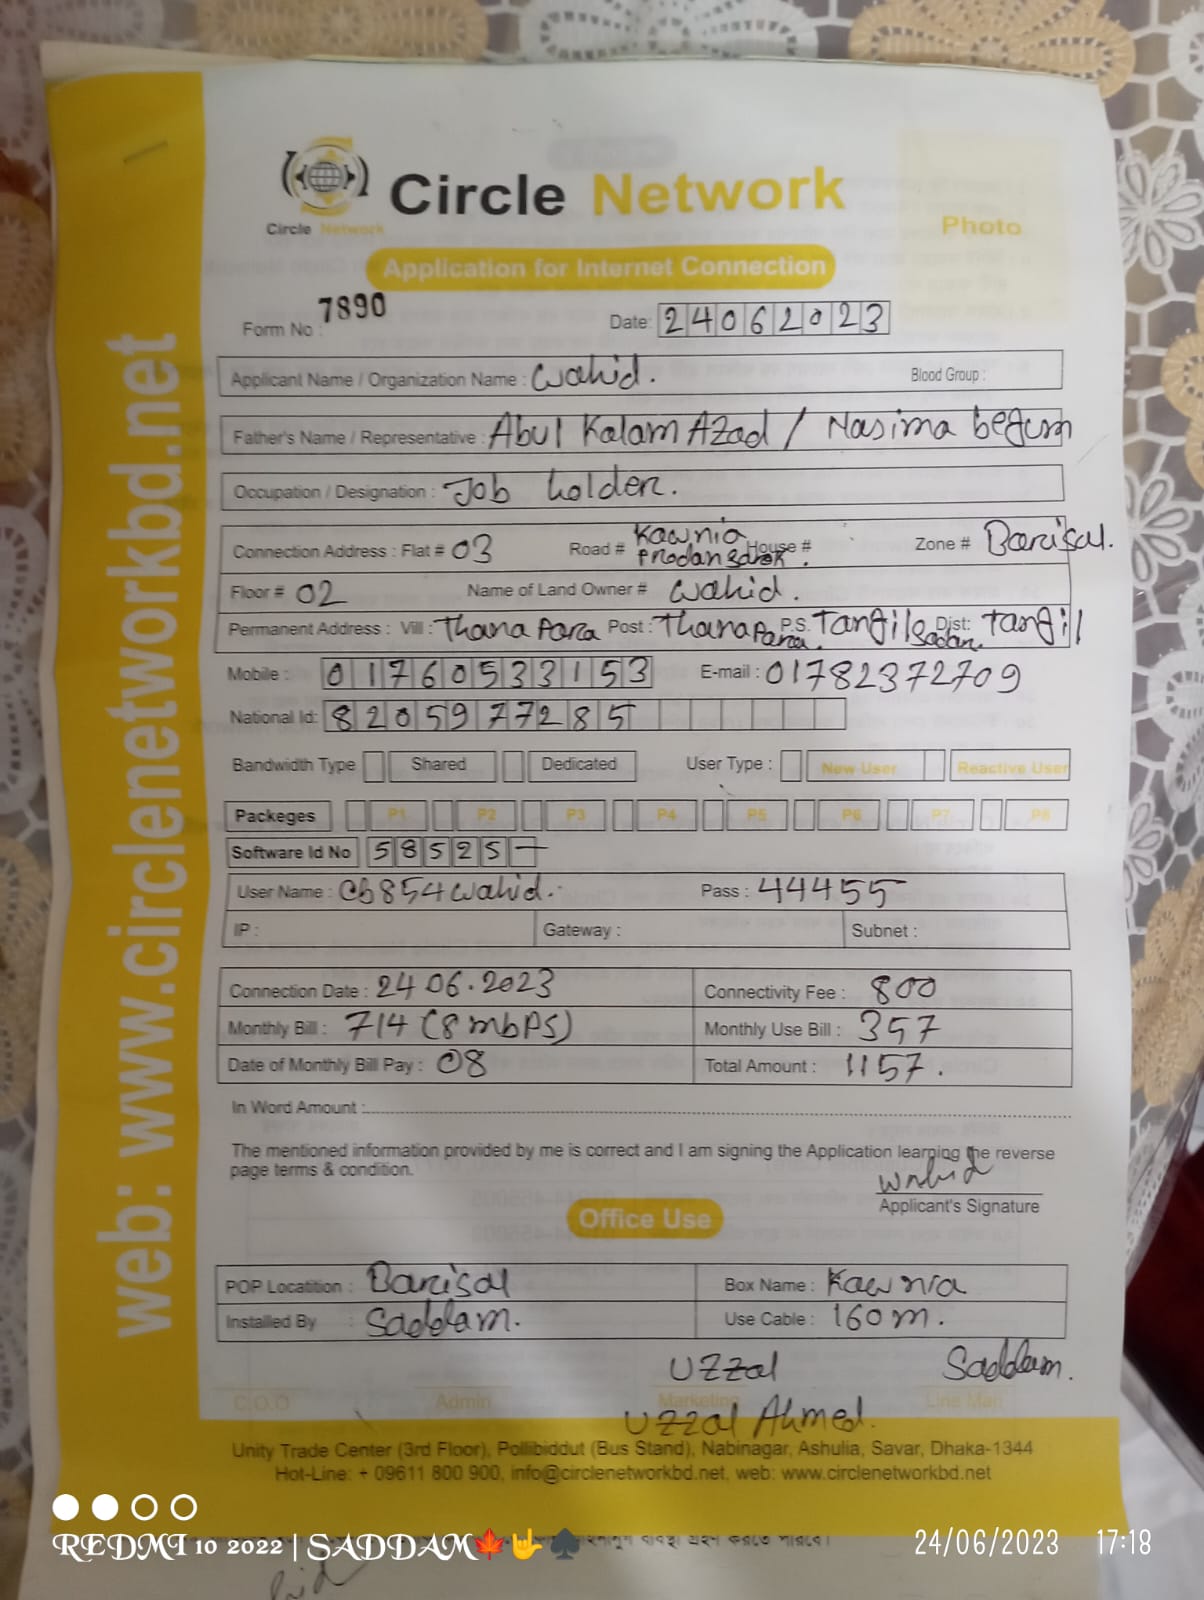 Circle Network
Circle Network
Photo
Application for Internet Connection
Form No : 7890
Date: 24062023
Applicant Name / Organization Name : Wahid. Blood Group :
Father's Name / Representative : Abul Kalam Azad / Nasima begum
Occupation / Designation : Job holder.
Connection Address : Flat # 03 Road # Kawnia Prodan Sarok. House # Zone # Barisal.
Floor # 02 Name of Land Owner # Wahid.
Permanent Address : Vill : Thana Para Post : Thana Para. P.S. Tangil Sadar. Dist: Tangil
Mobile : 01760533153 E-mail : 01782372709
National Id: 8205977285
Bandwidth Type Shared Dedicated User Type : New User Reactive User
Packeges P1 P2 P3 P4 P5 P6 P7 P8
Software Id No 58525
User Name : cb854wahid. Pass : 44455
IP : Gateway : Subnet :
Connection Date : 24 06.2023 Connectivity Fee : 800
Monthly Bill : 714 (8 mbPS) Monthly Use Bill : 357
Date of Monthly Bill Pay : 08 Total Amount : 1157.
In Word Amount :
The mentioned information provided by me is correct and I am signing the Application learning the reverse
page terms & condition.
Wahid
Applicant's Signature
Office Use
POP Locatition : Barisal Box Name : Kawnia
Installed By : Saddam. Use Cable : 160m.
Uzzal Saddam.
C.O.O Admin Marketing Line Man
Uzzal Ahmed.
Unity Trade Center (3rd Floor), Pollibiddut (Bus Stand), Nabinagar, Ashulia, Savar, Dhaka-1344
Hot-Line: + 09611 800 900, info@circlenetworkbd.net, web: www.circlenetworkbd.net
web: www.circlenetworkbd.net
REDMI 10 2022 | SADDAM 24/06/2023 17:18